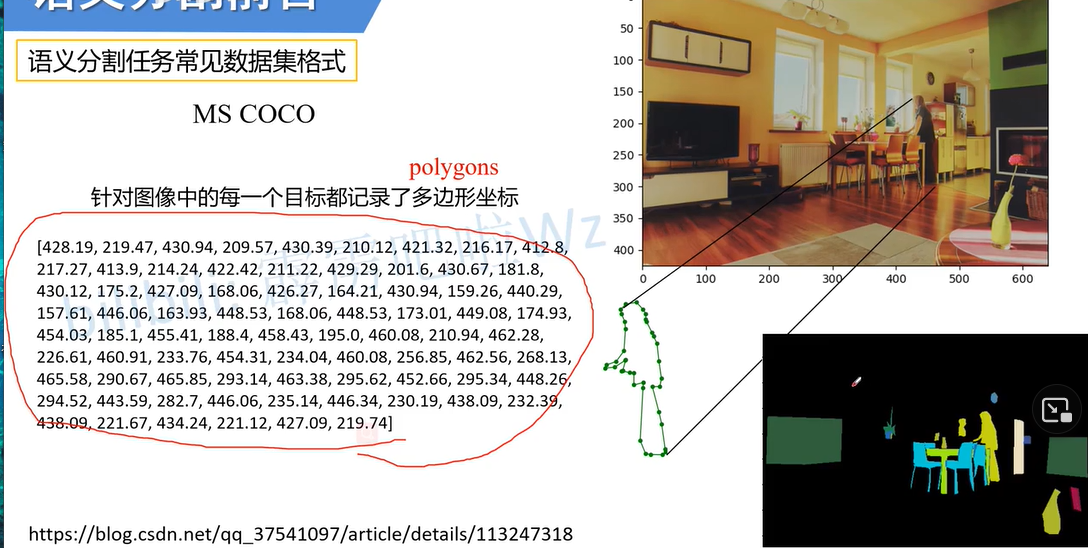 语义分割前言
语义分割任务常见数据集格式
MS COCO
polygons
针对图像中的每一个目标都记录了多边形坐标
[428.19, 219.47, 430.94, 209.57, 430.39, 210.12, 421.32, 216.17, 412.8,
217.27, 413.9, 214.24, 422.42, 211.22, 429.29, 201.6, 430.67, 181.8,
430.12, 175.2, 427.09, 168.06, 426.27, 164.21, 430.94, 159.26, 440.29,
157.61, 446.06, 163.93, 448.53, 168.06, 448.53, 173.01, 449.08, 174.93,
454.03, 185.1, 455.41, 188.4, 458.43, 195.0, 460.08, 210.94, 462.28,
226.61, 460.91, 233.76, 454.31, 234.04, 460.08, 256.85, 462.56, 268.13,
465.58, 290.67, 465.85, 293.14, 463.38, 295.62, 452.66, 295.34, 448.26,
294.52, 443.59, 282.7, 446.06, 235.14, 446.34, 230.19, 438.09, 232.39,
438.09, 221.67, 434.24, 221.12, 427.09, 219.74]
bilibili: 霹雳吧啦Wz
https://blog.csdn.net/qq_37541097/article/details/113247318
50
100
150
200
250
300
350
400
0 100 200 300 400 500 600